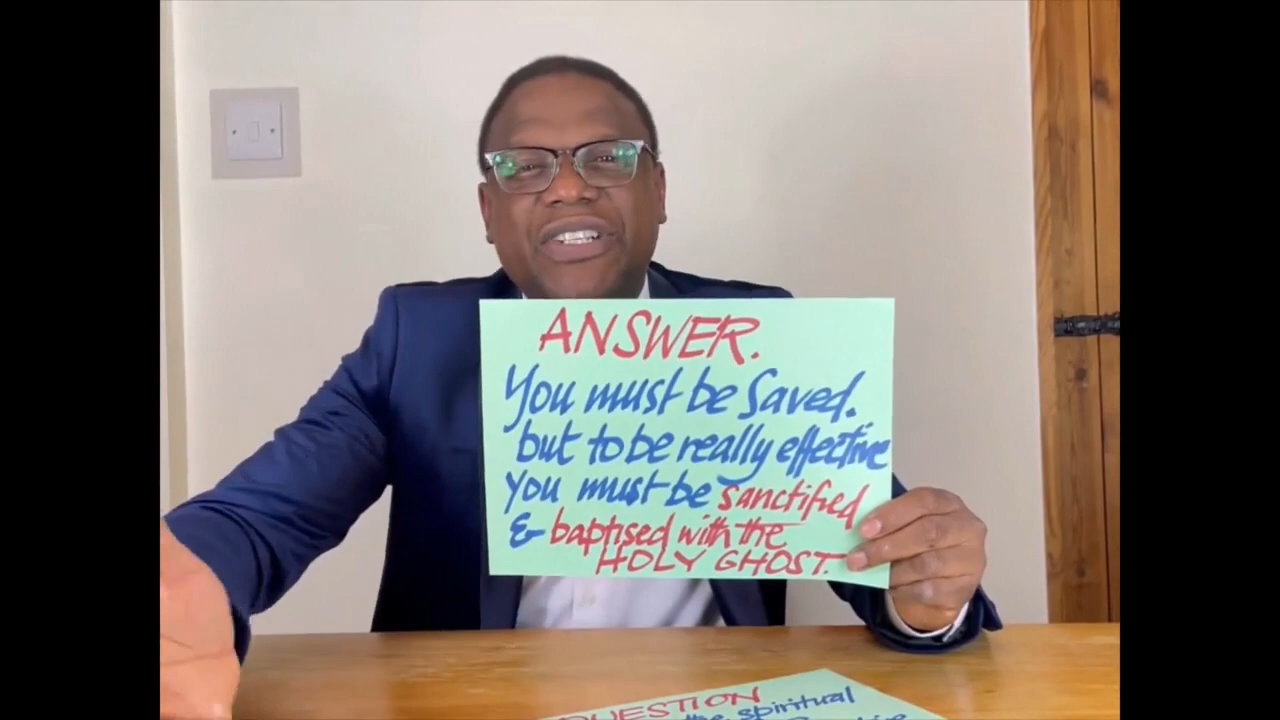 ANSWER.
You must be Saved.
but to be really effective
you must be sanctified
& baptised with the
HOLY GHOST.
QUESTION
the spiritual